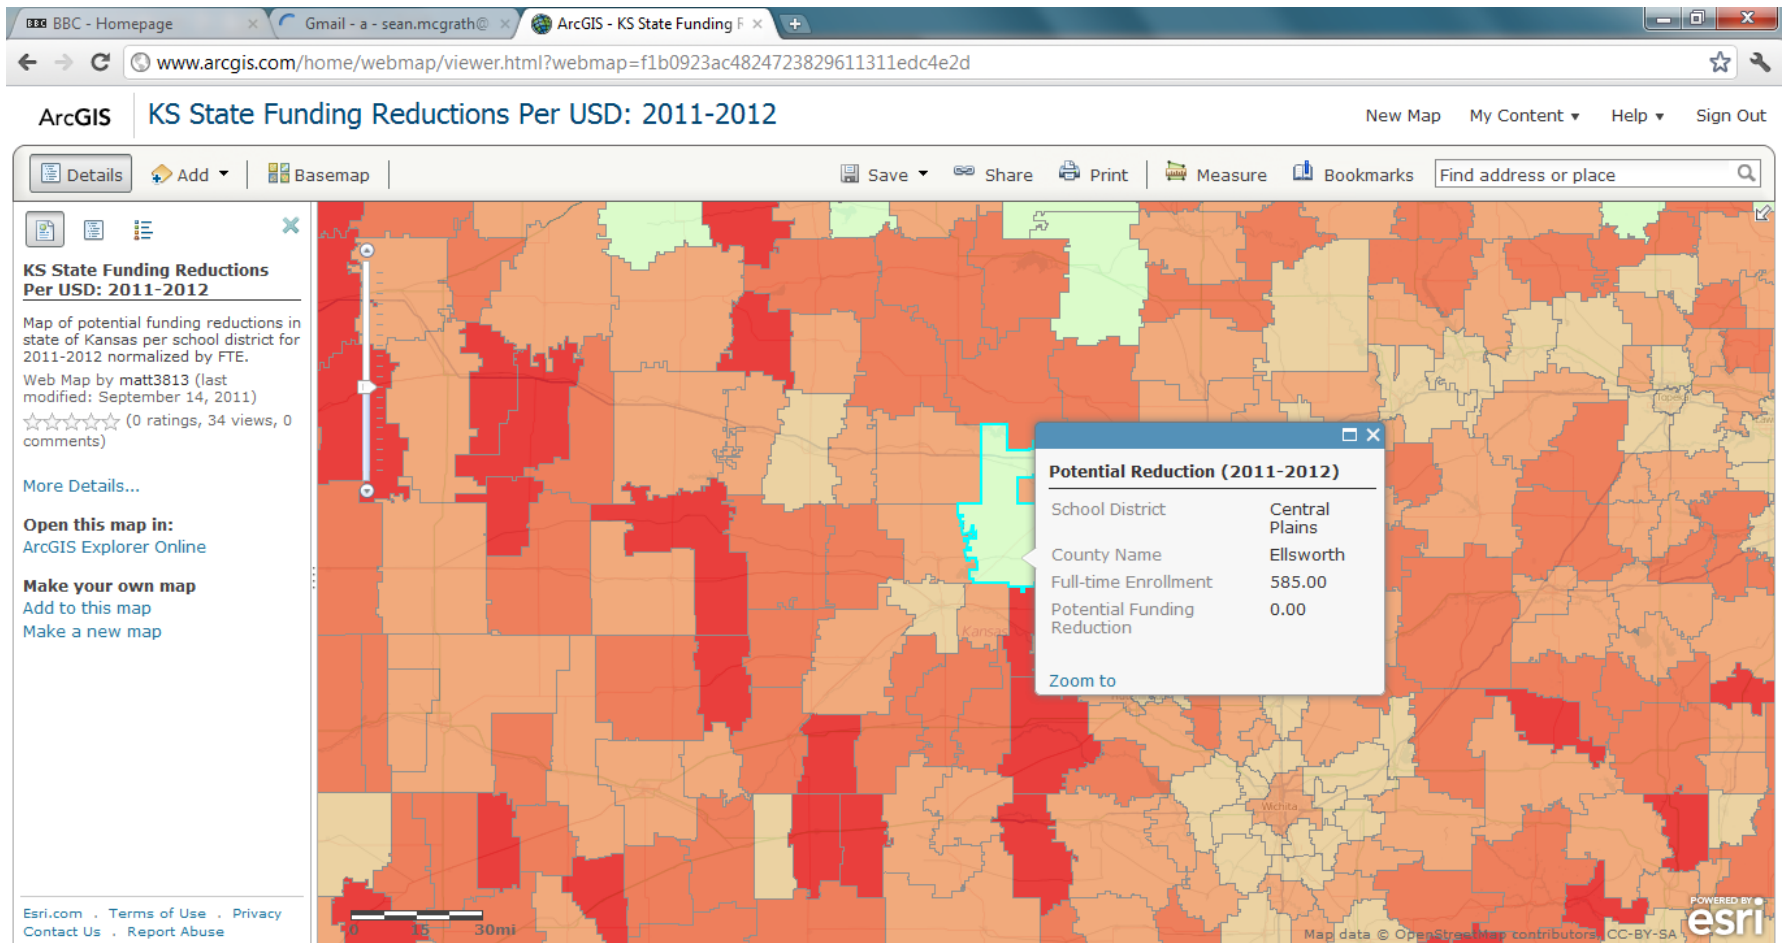 BBC BBC - Homepage
Gmail - a - sean.mcgrath@
ArcGIS - KS State Funding F
www.arcgis.com/home/webmap/viewer.html?webmap=f1b0923ac4824723829611311edc4e2d
ArcGIS
KS State Funding Reductions Per USD: 2011-2012
New Map My Content Help Sign Out
Details Add Basemap Save Share Print Measure Bookmarks Find address or place
KS State Funding Reductions
Per USD: 2011-2012
Map of potential funding reductions in
state of Kansas per school district for
2011-2012 normalized by FTE.
Web Map by matt3813 (last
modified: September 14, 2011)
(0 ratings, 34 views, 0
comments)
More Details...
Open this map in:
ArcGIS Explorer Online
Make your own map
Add to this map
Make a new map
Esri.com . Terms of Use . Privacy
Contact Us . Report Abuse
Potential Reduction (2011-2012)
School District Central
Plains
County Name Ellsworth
Full-time Enrollment 585.00
Potential Funding 0.00
Reduction
Zoom to
Kansas
Topeka
Wichita
0 15 30mi
POWERED BY
esri
Map data © OpenStreetMap contributors, CC-BY-SA